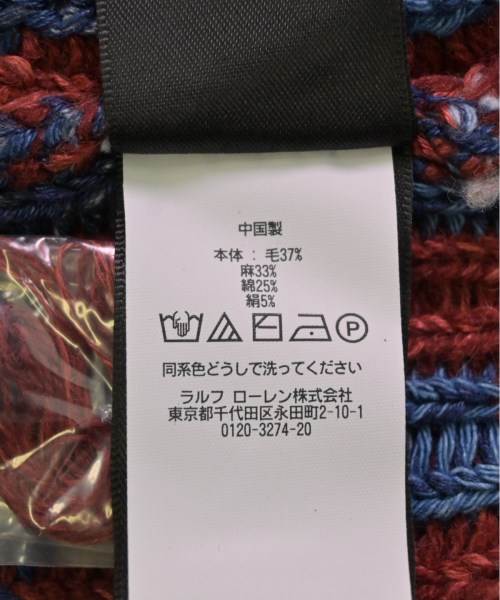 中国製
本体 : 毛37%
麻33%
綿25%
絹5%
P
同系色どうしで洗ってください
ラルフ ローレン株式会社
東京都千代田区永田町2-10-1
0120-3274-20